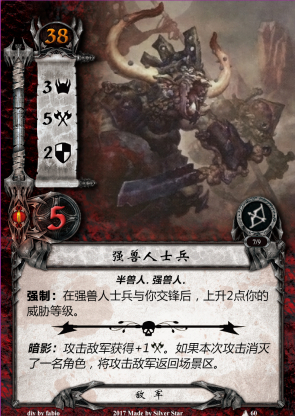 38
3
5
2
5
强兽人士兵
7/9
半兽人. 强兽人.
强制：在强兽人士兵与你交锋后，上升2点你的
威胁等级。
暗影：攻击敌军获得+1。如果本次攻击消灭
了一名角色，将攻击敌军返回场景区。
敌军
div by fabio
2017 Made by Silver Star
60